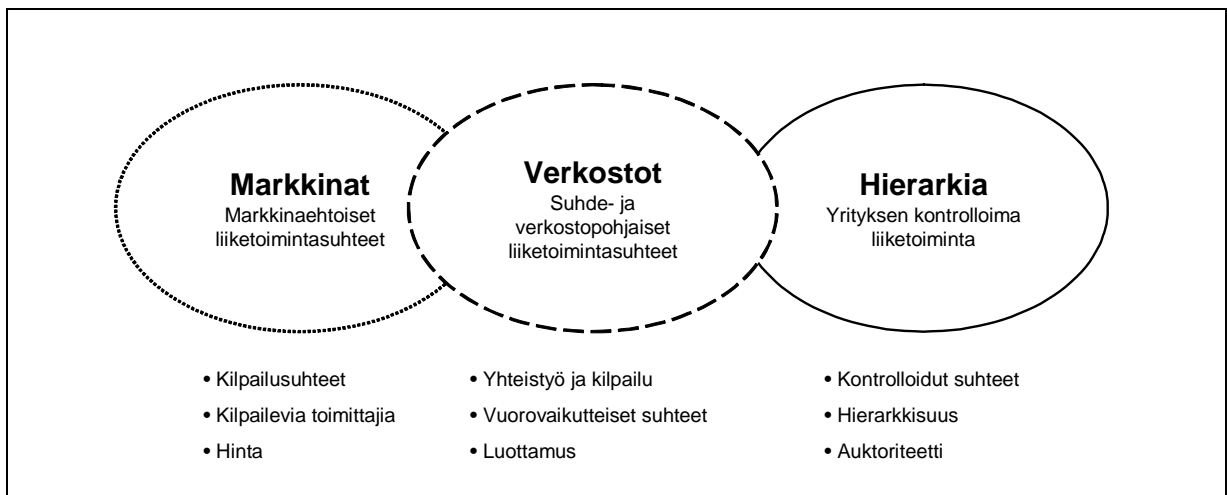 Markkinat
Markkinaehtoiset
liiketoimintasuhteet
Verkostot
Suhde- ja
verkostopohjaiset
liiketoimintasuhteet
Hierarkia
Yrityksen kontrolloima
liiketoiminta
• Kilpailusuhteet
• Kilpailevia toimittajia
• Hinta
• Yhteistyö ja kilpailu
• Vuorovaikutteiset suhteet
• Luottamus
• Kontrolloidut suhteet
• Hierarkkisuus
• Auktoriteetti